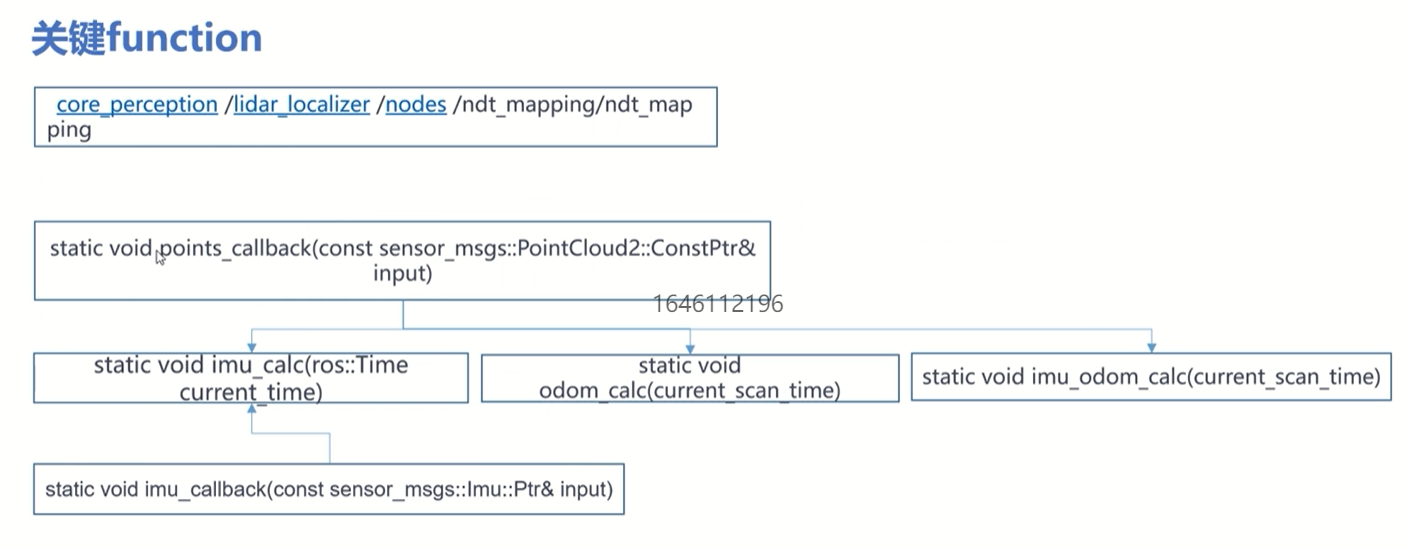 关键function
core_perception /lidar_localizer /nodes /ndt_mapping/ndt_map
ping
static void points_callback(const sensor_msgs::PointCloud2::ConstPtr&
input)
1646112196
static void imu_calc(ros::Time
current_time)
static void
odom_calc(current_scan_time)
static void imu_odom_calc(current_scan_time)
static void imu_callback(const sensor_msgs::Imu::Ptr& input)